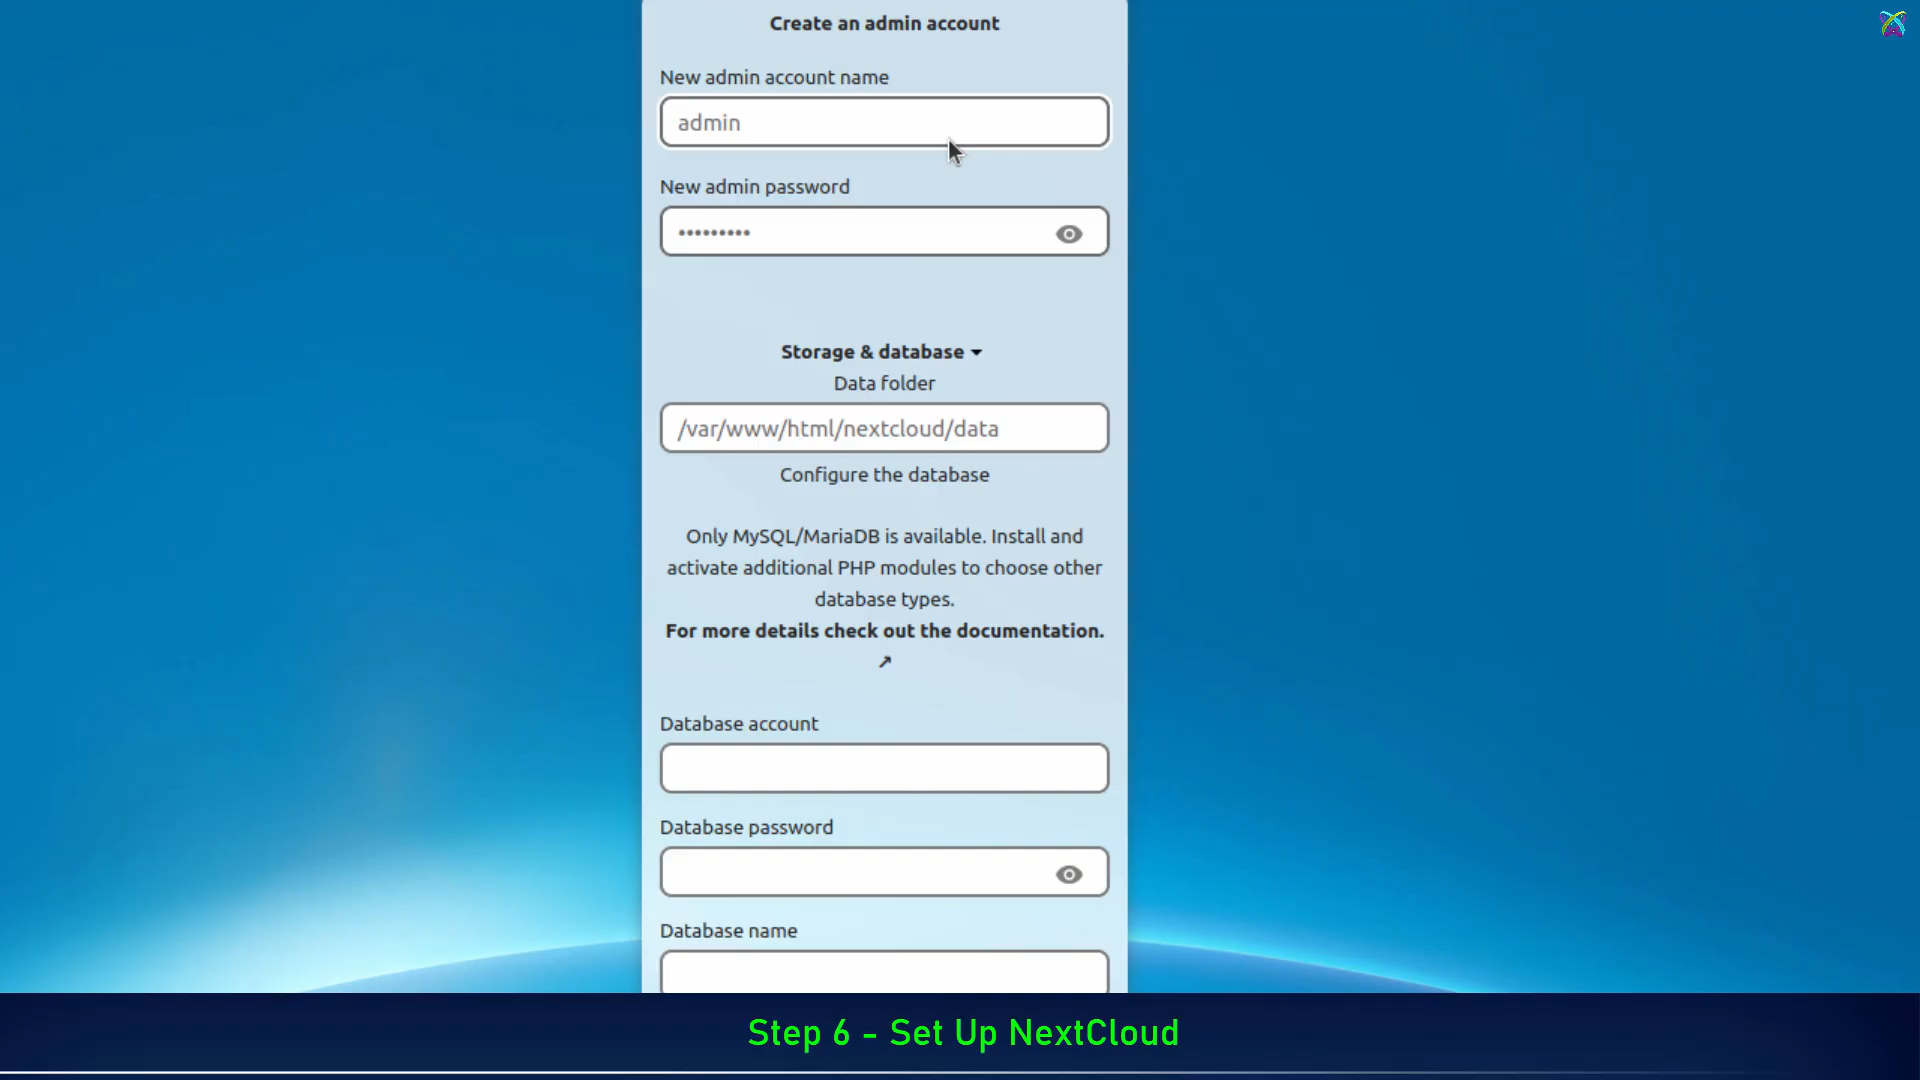 Create an admin account
New admin account name
admin
New admin password
•••••••••
Storage & database
Data folder
/var/www/html/nextcloud/data
Configure the database
Only MySQL/MariaDB is available. Install and
activate additional PHP modules to choose other
database types.
For more details check out the documentation.
↗
Database account
Database password
Database name
Step 6 - Set Up NextCloud